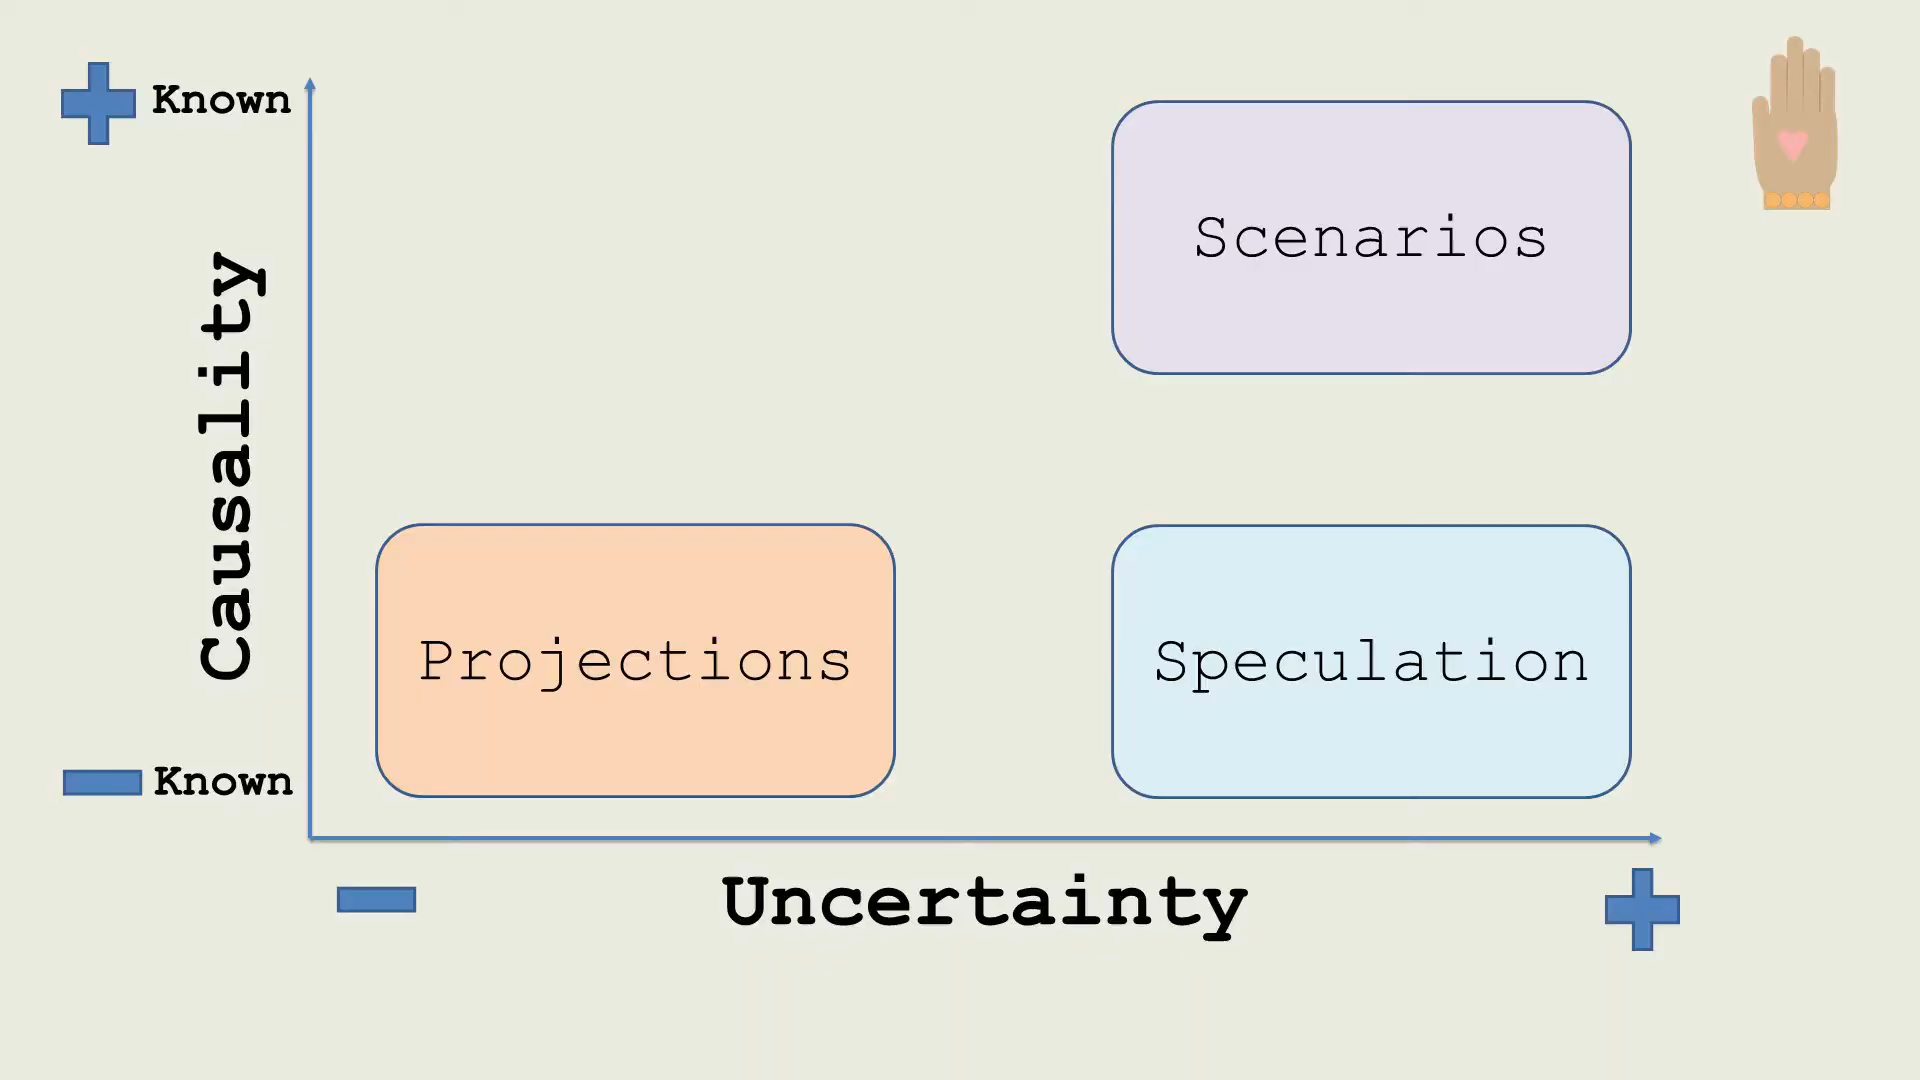 Known
Scenarios
Causality
Projections
Speculation
Known
Uncertainty